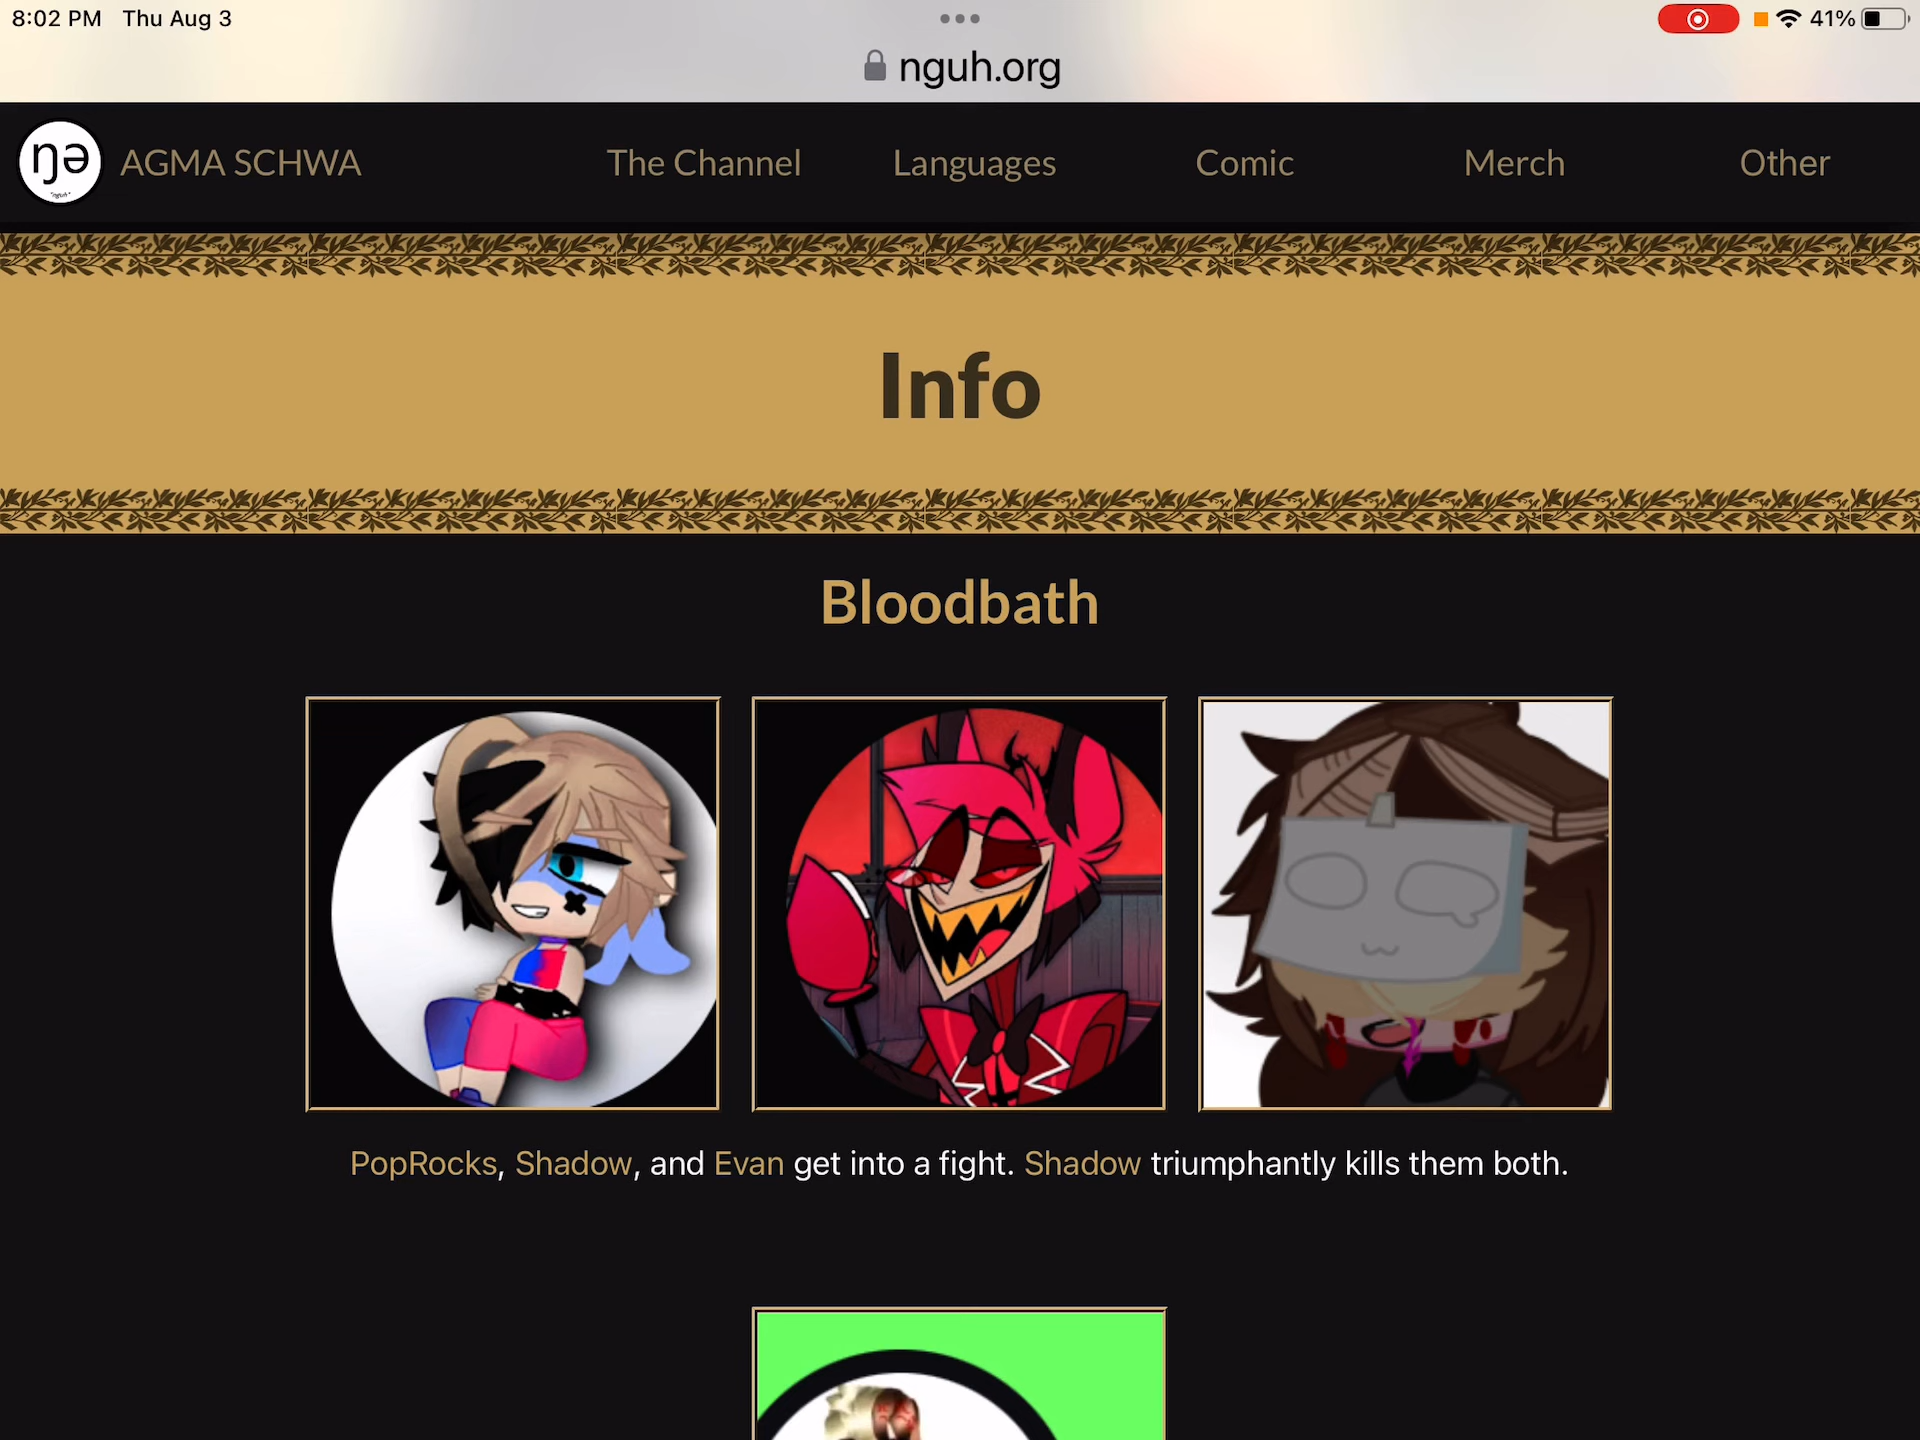 8:02 PM Thu Aug 3
41%
nguh.org
ŋə AGMA SCHWA The Channel Languages Comic Merch Other
Info
Bloodbath
PopRocks, Shadow, and Evan get into a fight. Shadow triumphantly kills them both.